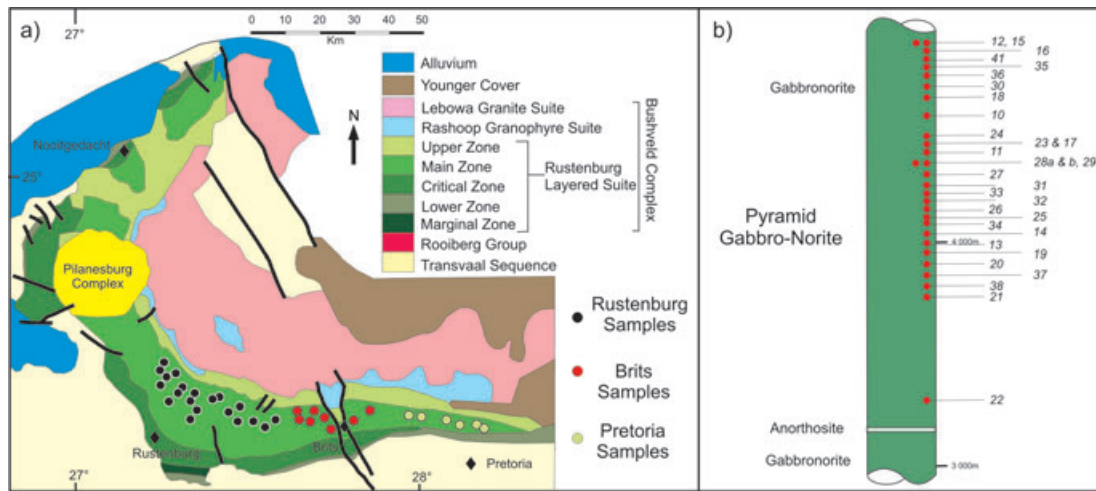 a)
27°
0 10 20 30 40 50
Km
Alluvium
Younger Cover
Lebowa Granite Suite
Rashoop Granophyre Suite
Upper Zone
Main Zone
Critical Zone
Lower Zone
Marginal Zone
Rooiberg Group
Transvaal Sequence
Rustenburg
Layered Suite
Bushveld Complex
N
Nooitgedacht
25°
Pilanesburg
Complex
Rustenburg
Brits
Pretoria
27°
28°
Rustenburg
Samples
Brits
Samples
Pretoria
Samples
b)
Gabbronorite
Pyramid
Gabbro-Norite
Anorthosite
Gabbronorite
12, 15
16
41
35
36
30
18
10
24
23 & 17
11
28a & b, 29
27
31
33
32
26
25
34
14
4 000m
13
19
20
37
38
21
22
3 000m